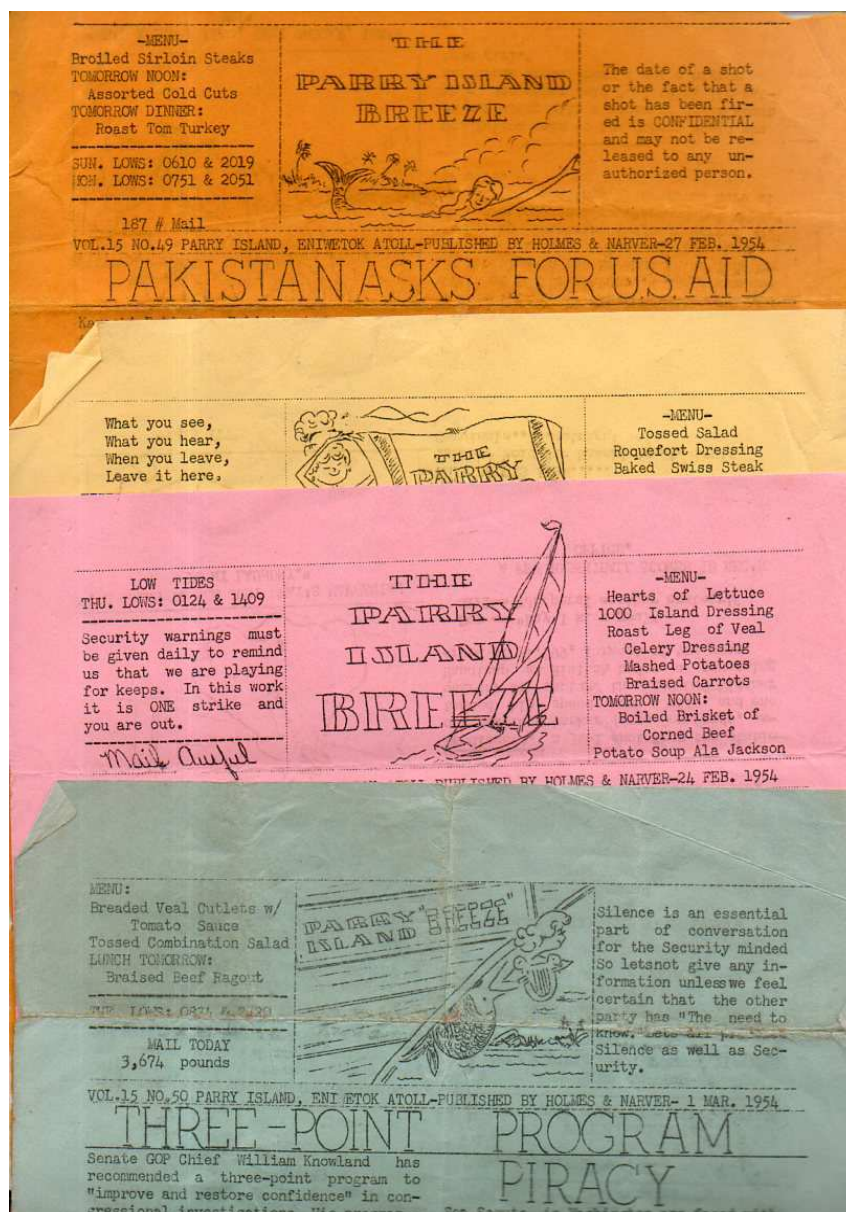 -MENU-
Broiled Sirloin Steaks
TOMORROW NOON:
Assorted Cold Cuts
TOMORROW DINNER:
Roast Tom Turkey
SUN. LOWS: 0610 & 2019
MON. LOWS: 0751 & 2051
187 # Mail
THE
PARRY ISLAND
BREEZE
The date of a shot
or the fact that a
shot has been fir-
ed is CONFIDENTIAL
and may not be re-
leased to any un-
authorized person.
VOL.15 NO.49 PARRY ISLAND, ENIWETOK ATOLL-PUBLISHED BY HOLMES & NARVER-27 FEB. 1954
PAKISTAN ASKS FOR U.S. AID
What you see,
What you hear,
When you leave,
Leave it here.
THE
PARRY
-MENU-
Tossed Salad
Roquefort Dressing
Baked Swiss Steak
LOW TIDES
THU. LOWS: 0124 & 1409
Security warnings must
be given daily to remind
us that we are playing
for keeps. In this work
it is ONE strike and
you are out.
Mail Awful
THE
PARRY
ISLAND
BREEZE
-MENU-
Hearts of Lettuce
1000 Island Dressing
Roast Leg of Veal
Celery Dressing
Mashed Potatoes
Braised Carrots
TOMORROW NOON:
Boiled Brisket of
Corned Beef
Potato Soup Ala Jackson
PUBLISHED BY HOLMES & NARVER-24 FEB. 1954
MENU:
Breaded Veal Cutlets w/
Tomato Sauce
Tossed Combination Salad
LUNCH TOMORROW:
Braised Beef Ragout
LOWS:
MAIL TODAY
3,674 pounds
PARRY "BREEZE"
ISLAND
Silence is an essential
part of conversation
for the Security minded
So letsnot give any in-
formation unlesswe feel
certain that the other
party has "The need to
know. Lets all
Silence as well as Sec-
urity.
VOL.15 NO.50 PARRY ISLAND, ENIWETOK ATOLL-PUBLISHED BY HOLMES & NARVER- 1 MAR. 1954
THREE-POINT PROGRAM
Senate GOP Chief William Knowland has
recommended a three-point program to
"improve and restore confidence" in con-
gressional investigations. His program
PIRACY